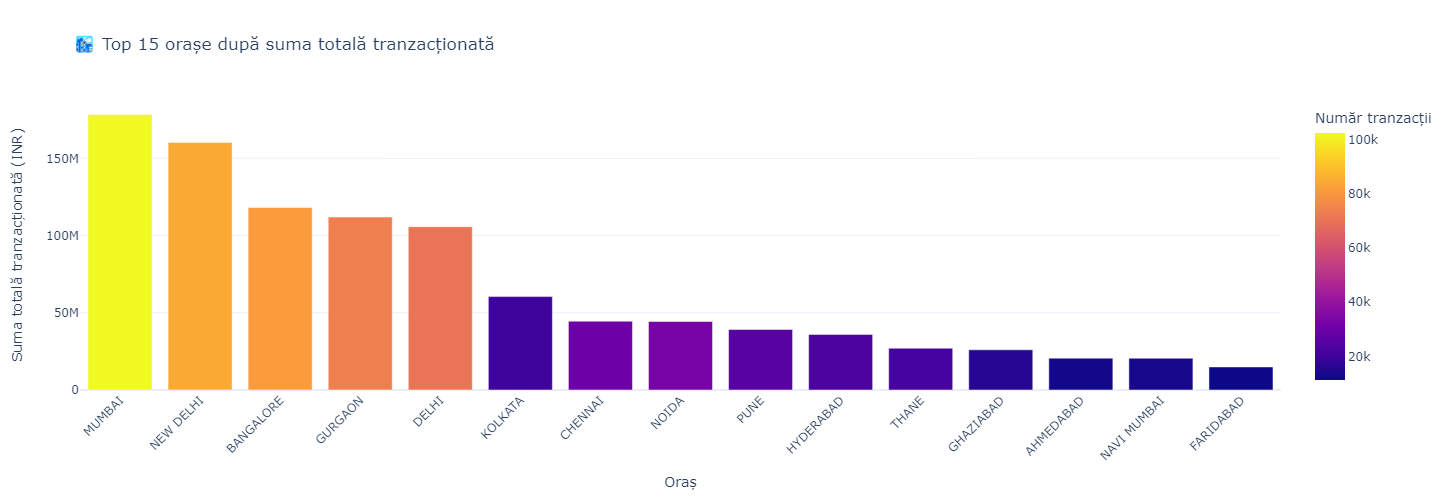 Top 15 orașe după suma totală tranzacționată
Suma totală tranzacționată (INR)
150M
100M
50M
0
MUMBAI
NEW DELHI
BANGALORE
GURGAON
DELHI
KOLKATA
CHENNAI
NOIDA
PUNE
HYDERABAD
THANE
GHAZIABAD
AHMEDABAD
NAVI MUMBAI
FARIDABAD
Oraș
Număr tranzacții
100k
80k
60k
40k
20k